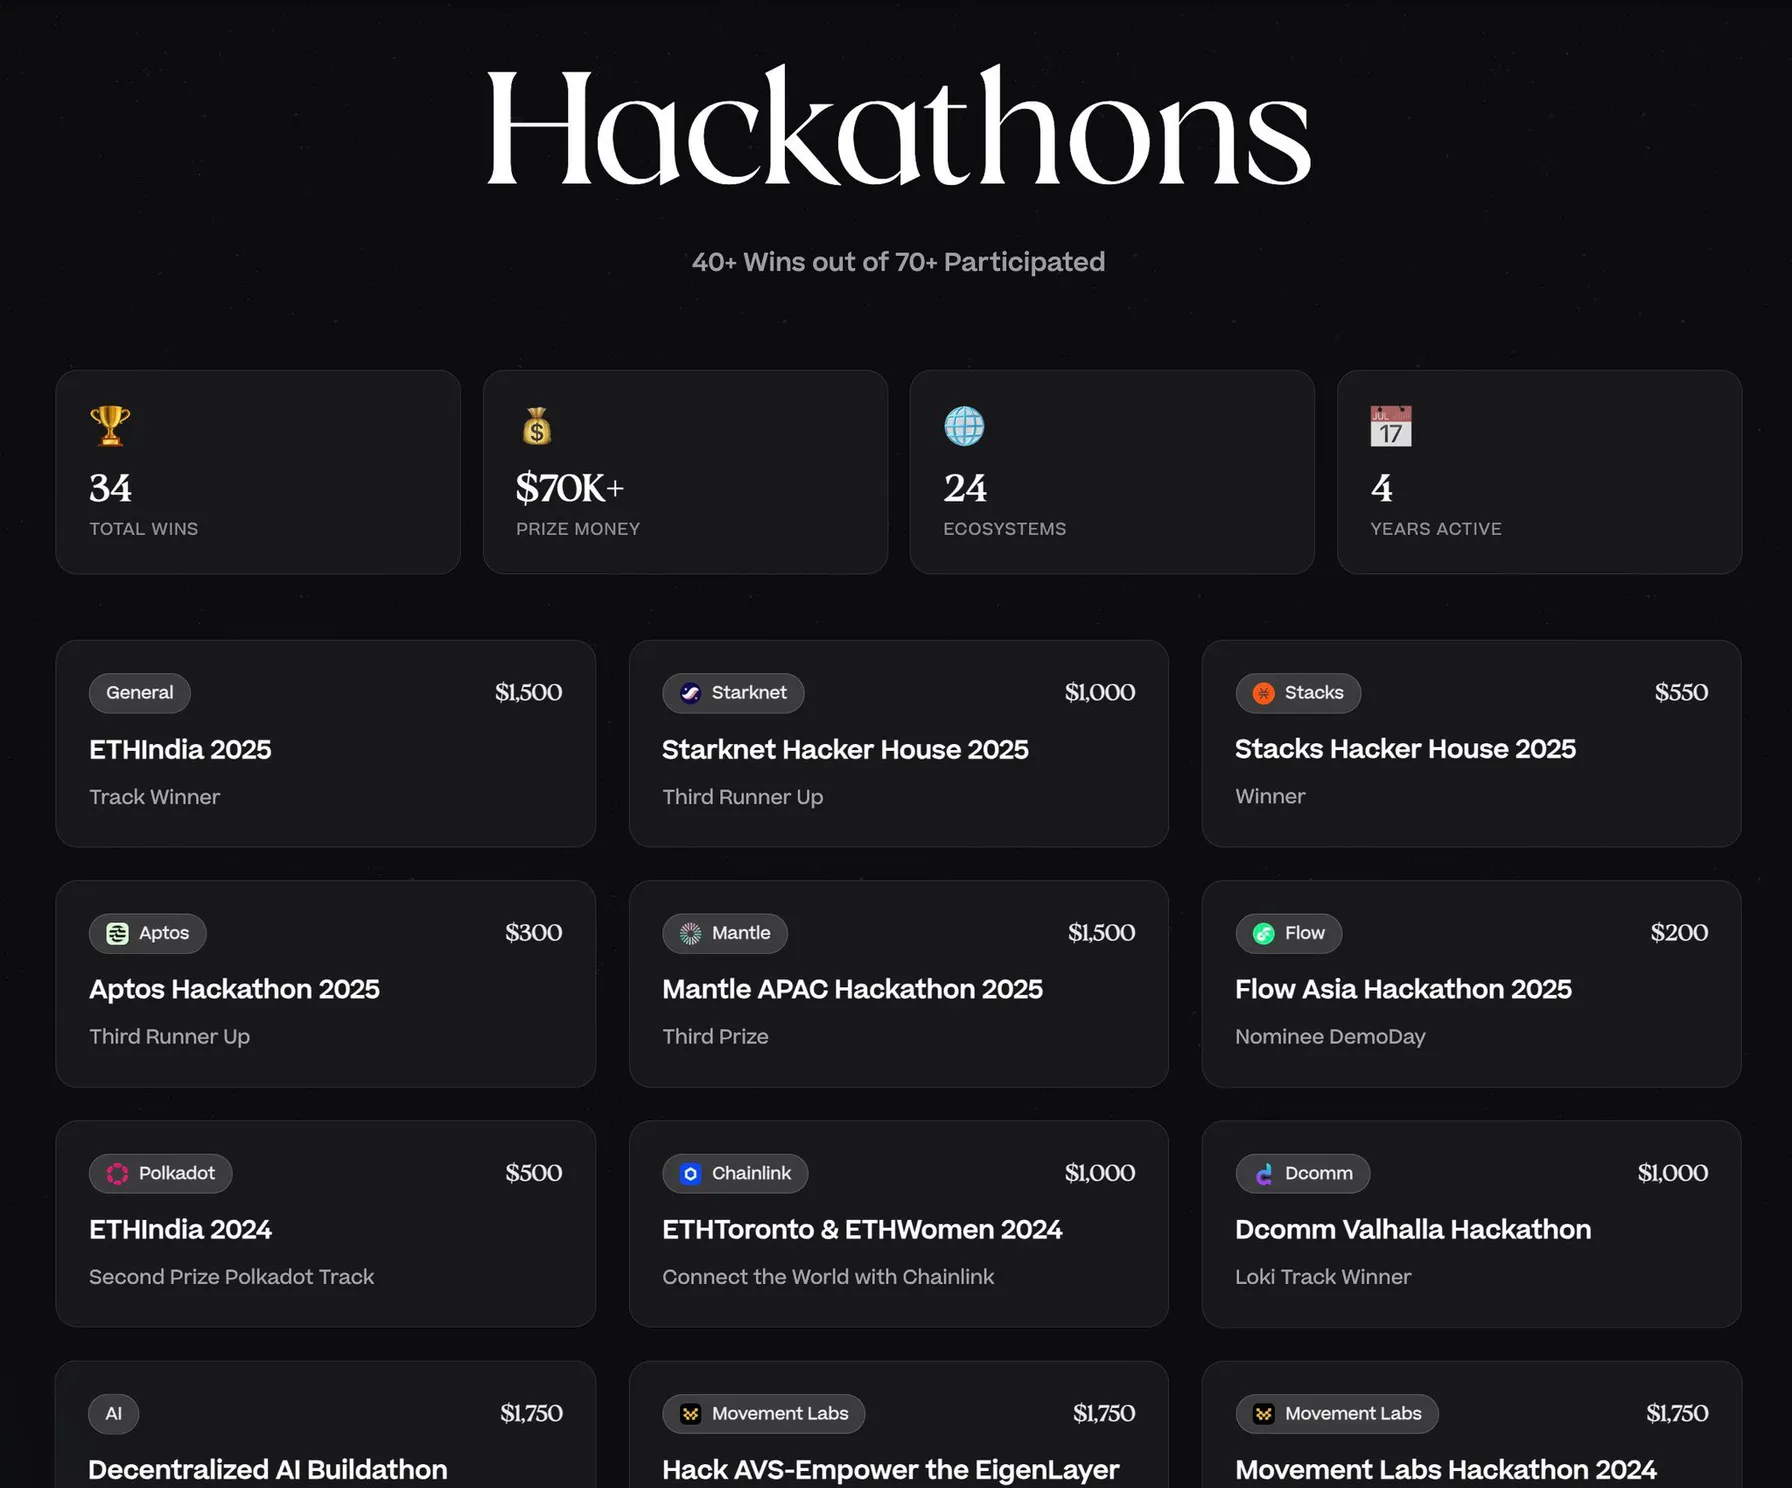 Hackathons
40+ Wins out of 70+ Participated
34
TOTAL WINS
$70K+
PRIZE MONEY
24
ECOSYSTEMS
JUL
17
4
YEARS ACTIVE
General
$1,500
ETHIndia 2025
Track Winner
Starknet
$1,000
Starknet Hacker House 2025
Third Runner Up
Stacks
$550
Stacks Hacker House 2025
Winner
Aptos
$300
Aptos Hackathon 2025
Third Runner Up
Mantle
$1,500
Mantle APAC Hackathon 2025
Third Prize
Flow
$200
Flow Asia Hackathon 2025
Nominee DemoDay
Polkadot
$500
ETHIndia 2024
Second Prize Polkadot Track
Chainlink
$1,000
ETHToronto & ETHWomen 2024
Connect the World with Chainlink
Dcomm
$1,000
Dcomm Valhalla Hackathon
Loki Track Winner
AI
$1,750
Decentralized AI Buildathon
Movement Labs
$1,750
Hack AVS-Empower the EigenLayer
Movement Labs
$1,750
Movement Labs Hackathon 2024